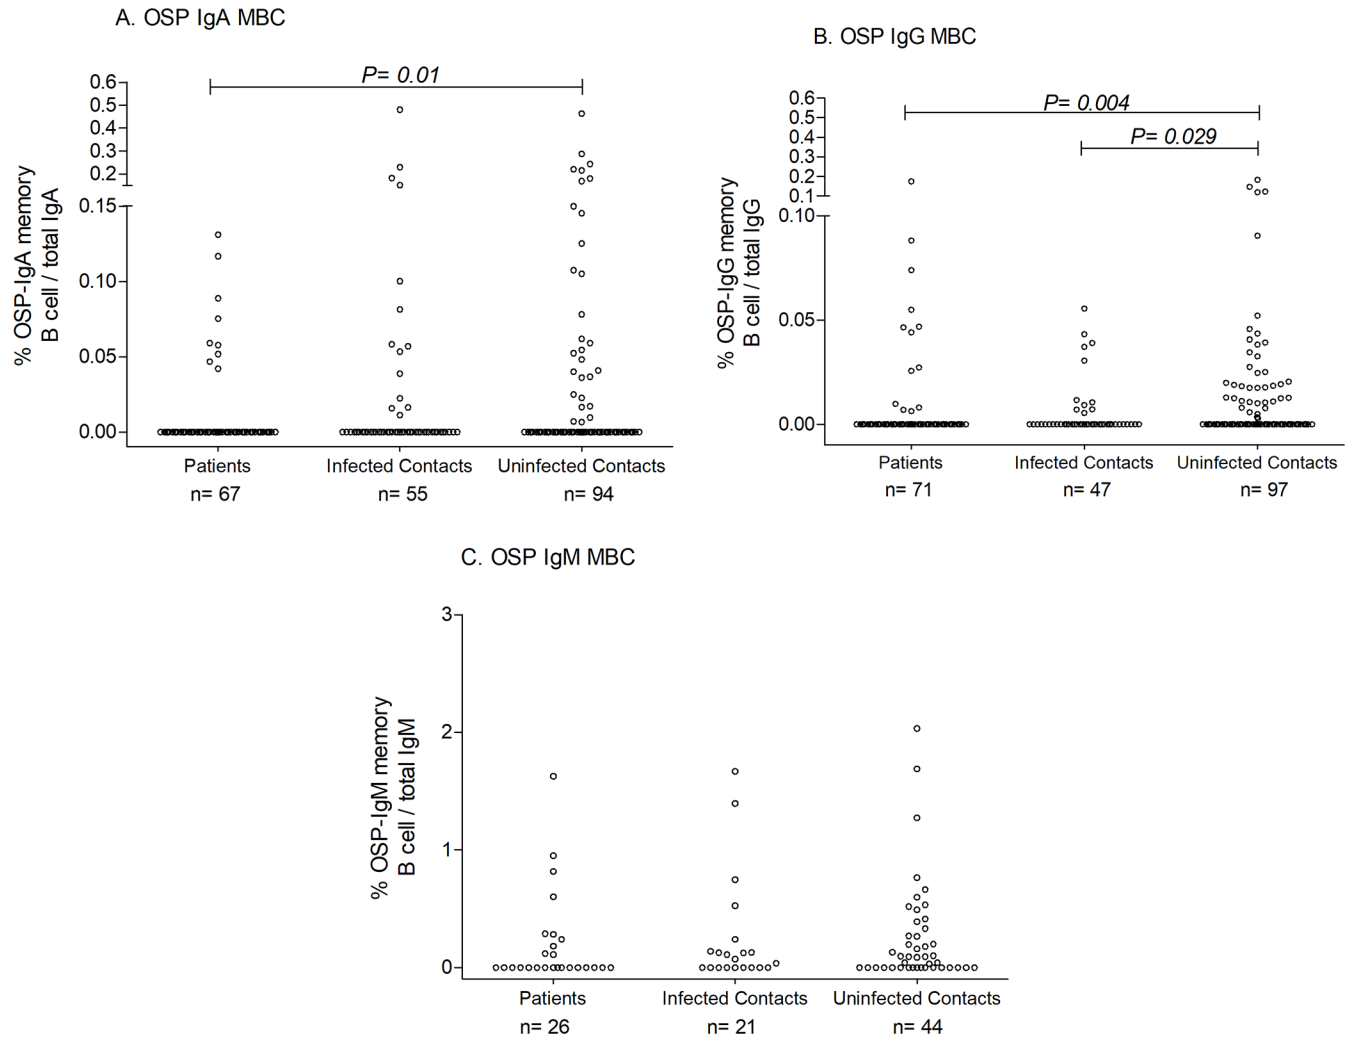 A. OSP IgA MBC
P= 0.01
0.6
0.5
0.4
0.3
0.2
0.15
0.10
0.05
0.00
% OSP-IgA memory
B cell / total IgA
Patients
Infected Contacts
Uninfected Contacts
n= 67
n= 55
n= 94
B. OSP IgG MBC
P= 0.004
P= 0.029
0.6
0.5
0.4
0.3
0.2
0.1
0.10
0.05
0.00
% OSP-IgG memory
B cell / total IgG
Patients
Infected Contacts
Uninfected Contacts
n= 71
n= 47
n= 97
C. OSP IgM MBC
3
2
1
0
% OSP-IgM memory
B cell / total IgM
Patients
Infected Contacts
Uninfected Contacts
n= 26
n= 21
n= 44